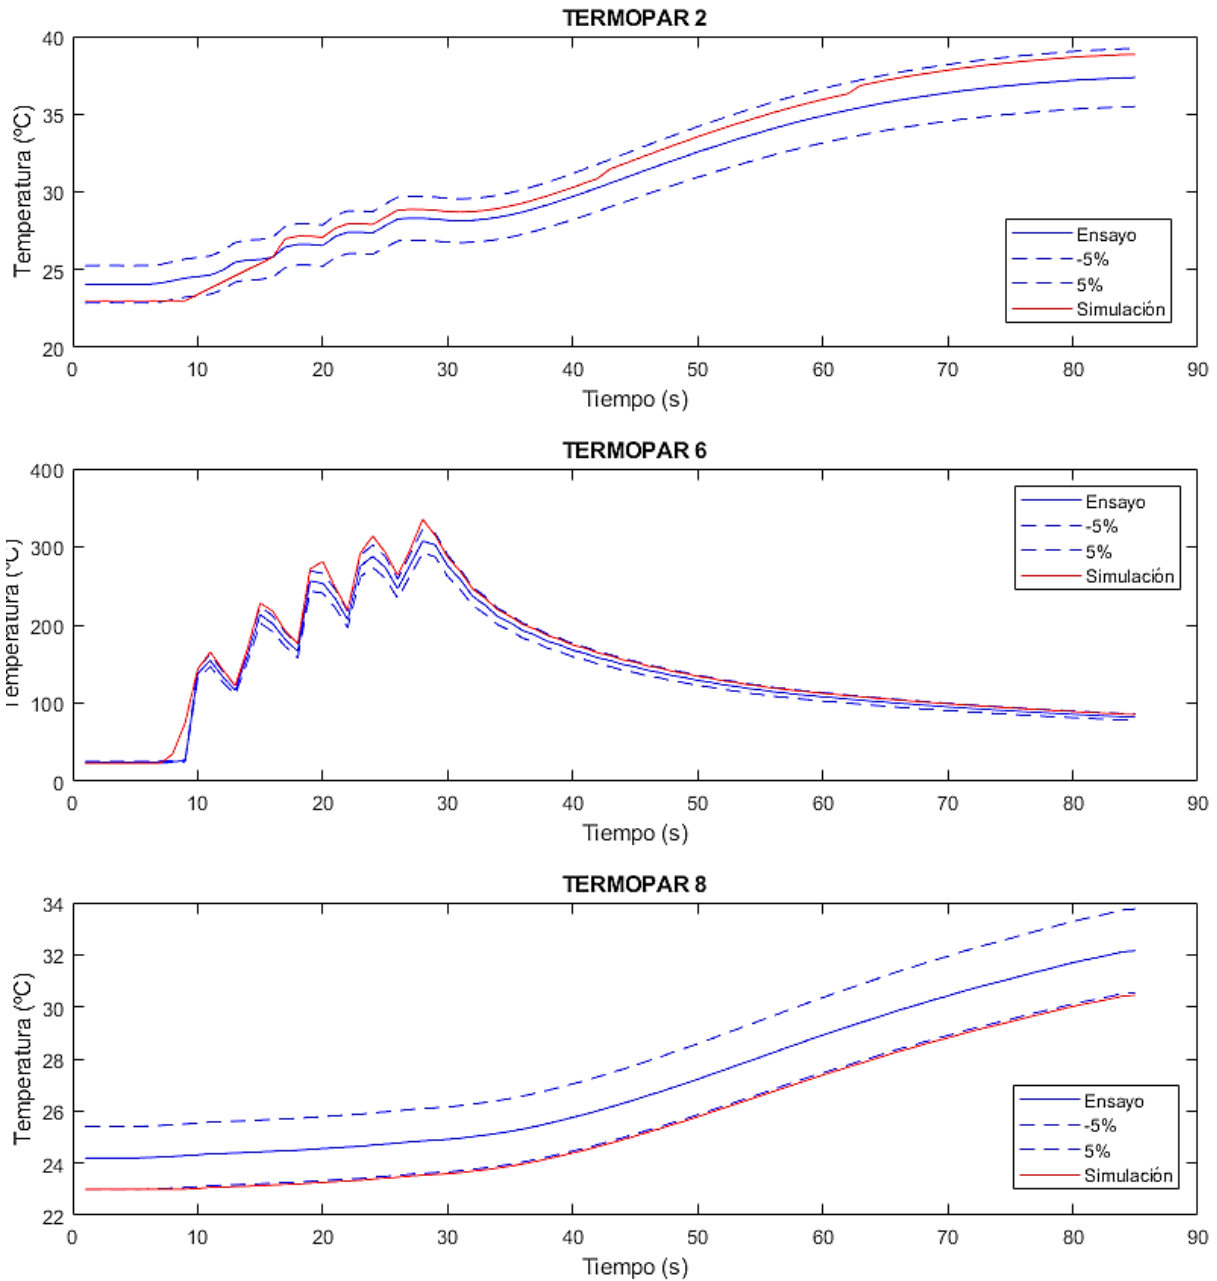 TERMOPAR 2
40
35
30
25
20
Temperatura (ºC)
0 10 20 30 40 50 60 70 80 90
Tiempo (s)
Ensayo
-5%
5%
Simulación
TERMOPAR 6
400
300
200
100
0
Temperatura (ºC)
0 10 20 30 40 50 60 70 80 90
Tiempo (s)
Ensayo
-5%
5%
Simulación
TERMOPAR 8
34
32
30
28
26
24
22
Temperatura (ºC)
0 10 20 30 40 50 60 70 80 90
Tiempo (s)
Ensayo
-5%
5%
Simulación